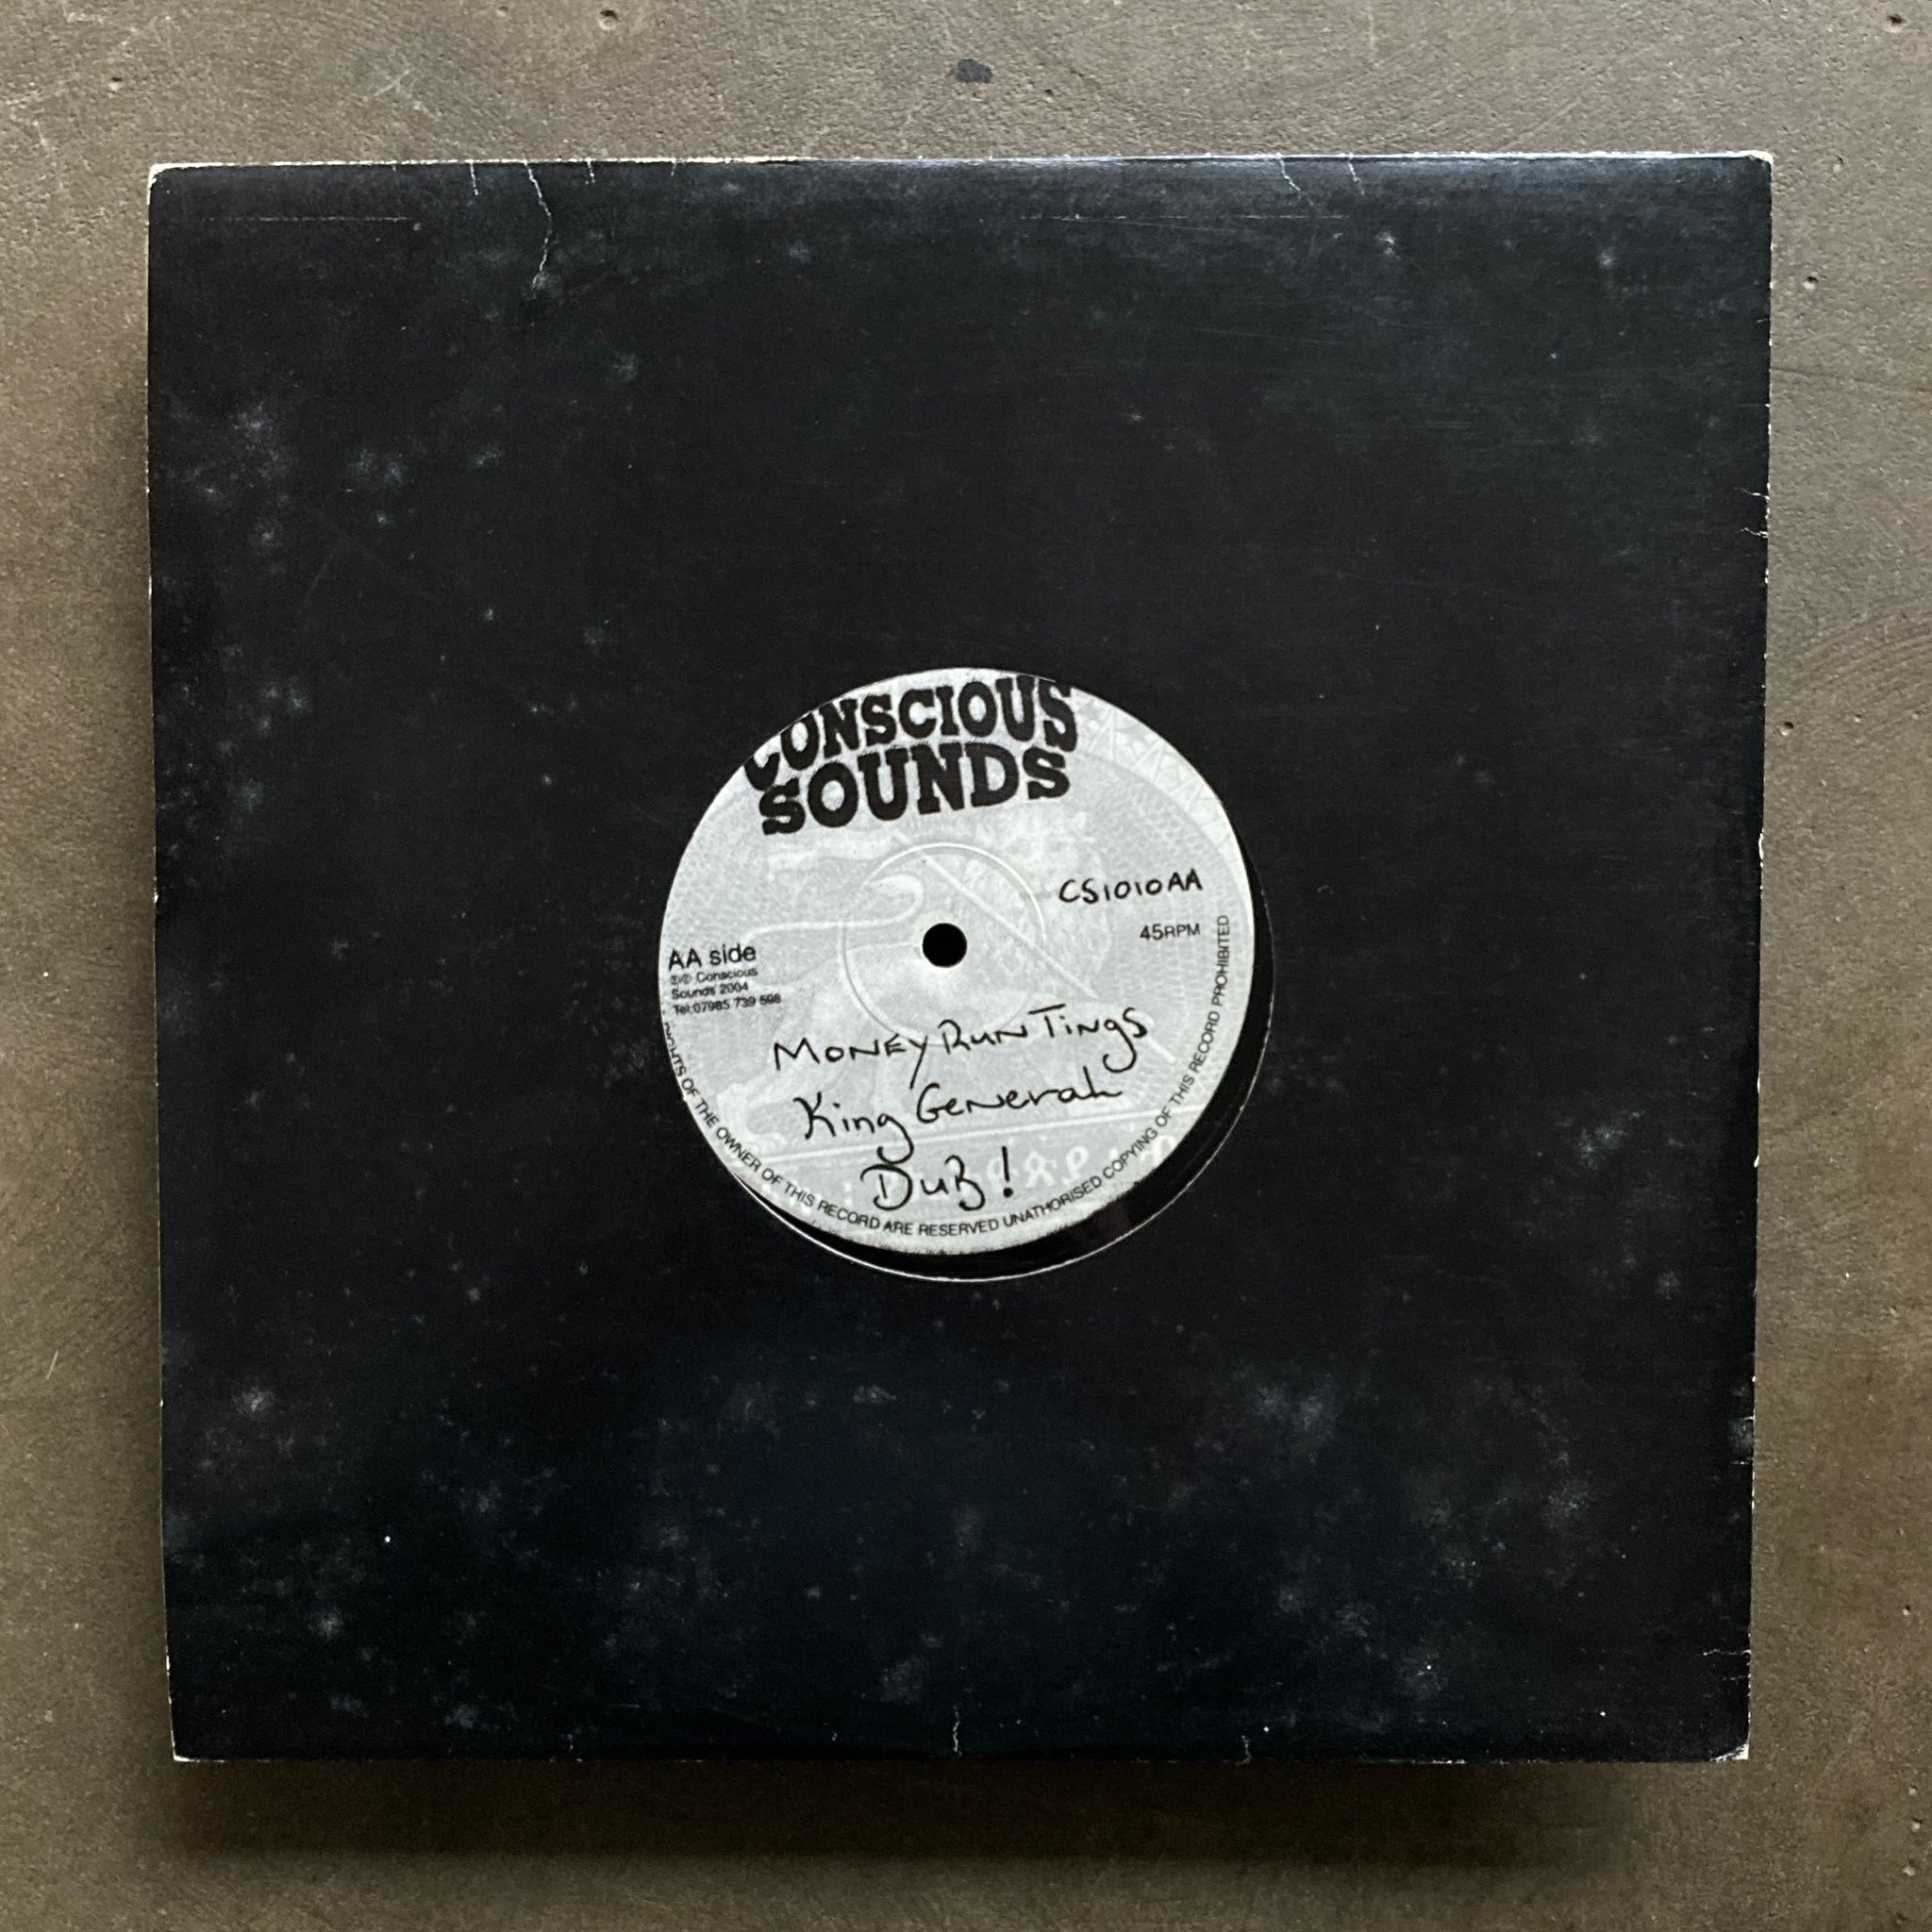 CONSCIOUS
SOUNDS
CS1010AA
45RPM
AA side
℗© Conscious
Sounds 2004
Tel:07985 739 598
Money Run Tings
King General
Dub!
RIGHTS OF THE OWNER OF THIS RECORD ARE RESERVED UNATHORISED COPYING OF THIS RECORD PROHIBITED